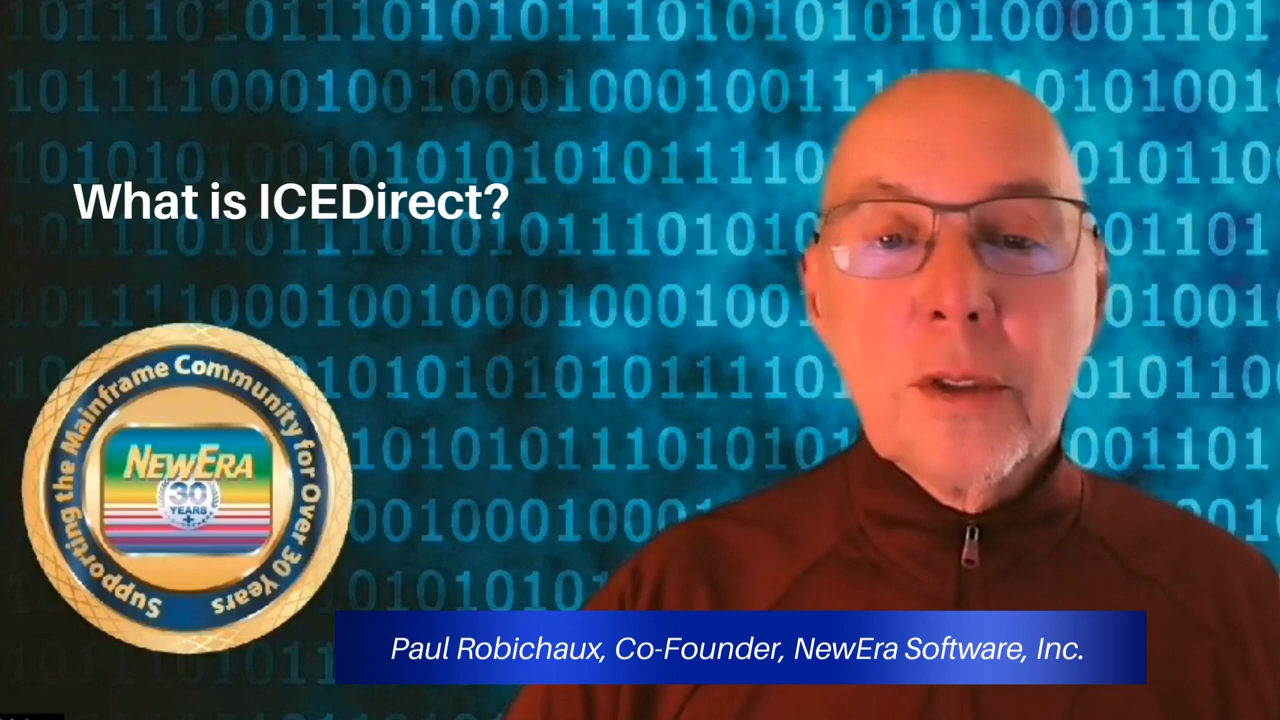 What is ICEDirect?
Supporting the Mainframe Community for Over 30 Years
NEWERA
30
YEARS
+
Paul Robichaux, Co-Founder, NewEra Software, Inc.